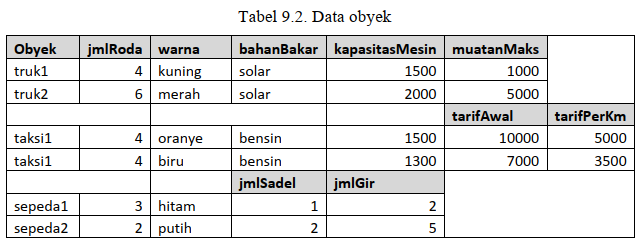 Tabel 9.2. Data obyek
Obyek jmlRoda warna bahanBakar kapasitasMesin muatanMaks
truk1 4 kuning solar 1500 1000
truk2 6 merah solar 2000 5000
tarifAwal tarifPerKm
taksi1 4 oranye bensin 1500 10000 5000
taksi1 4 biru bensin 1300 7000 3500
jmlSadel jmlGir
sepeda1 3 hitam 1 2
sepeda2 2 putih 2 5